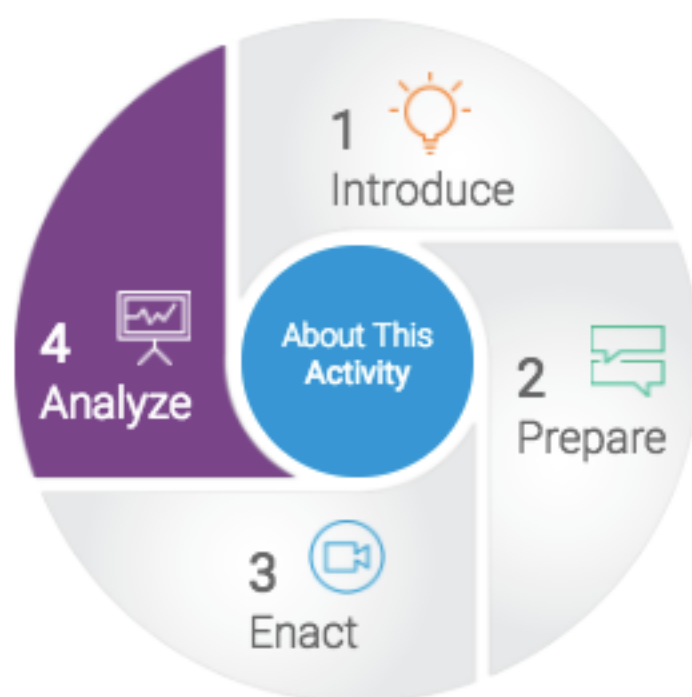 1
Introduce
2
Prepare
3
Enact
4
Analyze
About This
Activity